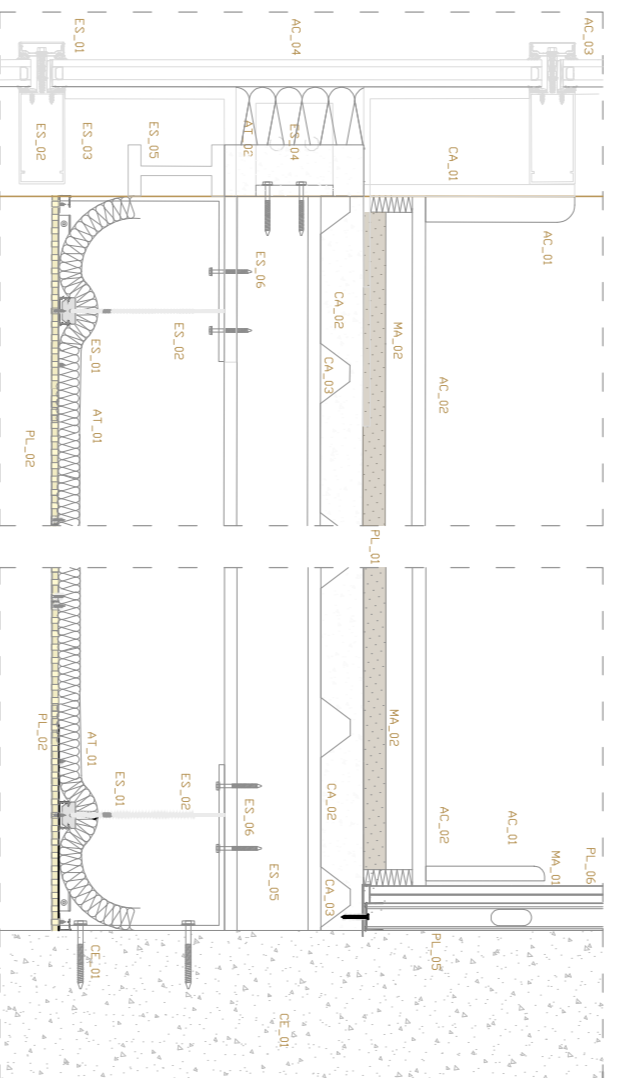 ES_01
AC_04
AC_03
ES_02
ES_03
ES_05
AT_02
ES_04
CA_01
AC_01
ES_06
CA_02
MA_02
ES_02
ES_01
CA_03
AC_02
AT_01
PL_02
PL_01
PL_02
AT_01
ES_01
ES_02
ES_06
ES_05
CA_02
CA_03
MA_02
AC_02
AC_01
MA_01
PL_06
PL_05
CE_01
CE_01